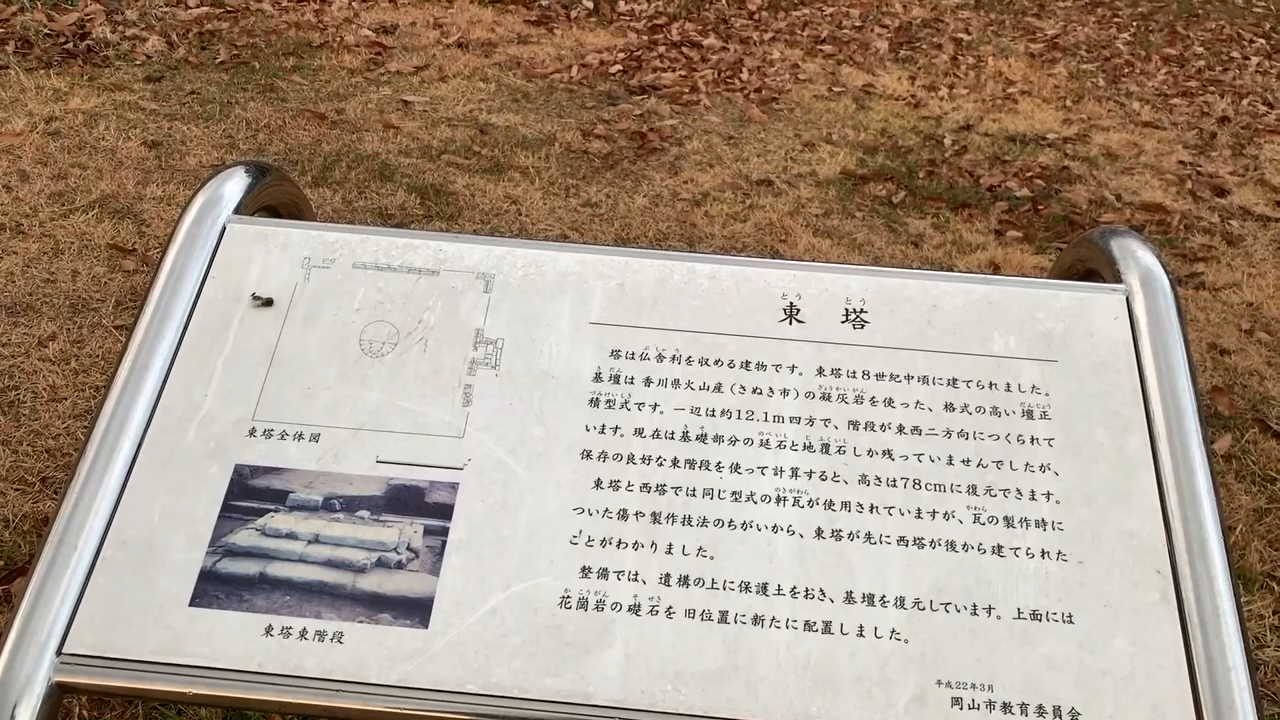 東塔
塔は仏舎利を収める建物です。東塔は8世紀中頃に建てられました。
基壇は香川県火山産（さぬき市）の凝灰岩を使った、格式の高い壇正
積型式です。一辺は約12.1m四方で、階段が東西二方向につくられて
います。現在は基礎部分の延石と地覆石しか残っていませんでしたが、
保存の良好な東階段を使って計算すると、高さは78cmに復元できます。
東塔と西塔では同じ型式の軒瓦が使用されていますが、瓦の製作時に
ついた傷や製作技法のちがいから、東塔が先に西塔が後から建てられた
ことがわかりました。
整備では、遺構の上に保護土をおき、基壇を復元しています。上面には
花崗岩の礎石を旧位置に新たに配置しました。
平成22年3月
岡山市教育委員会
東塔全体図
東塔東階段